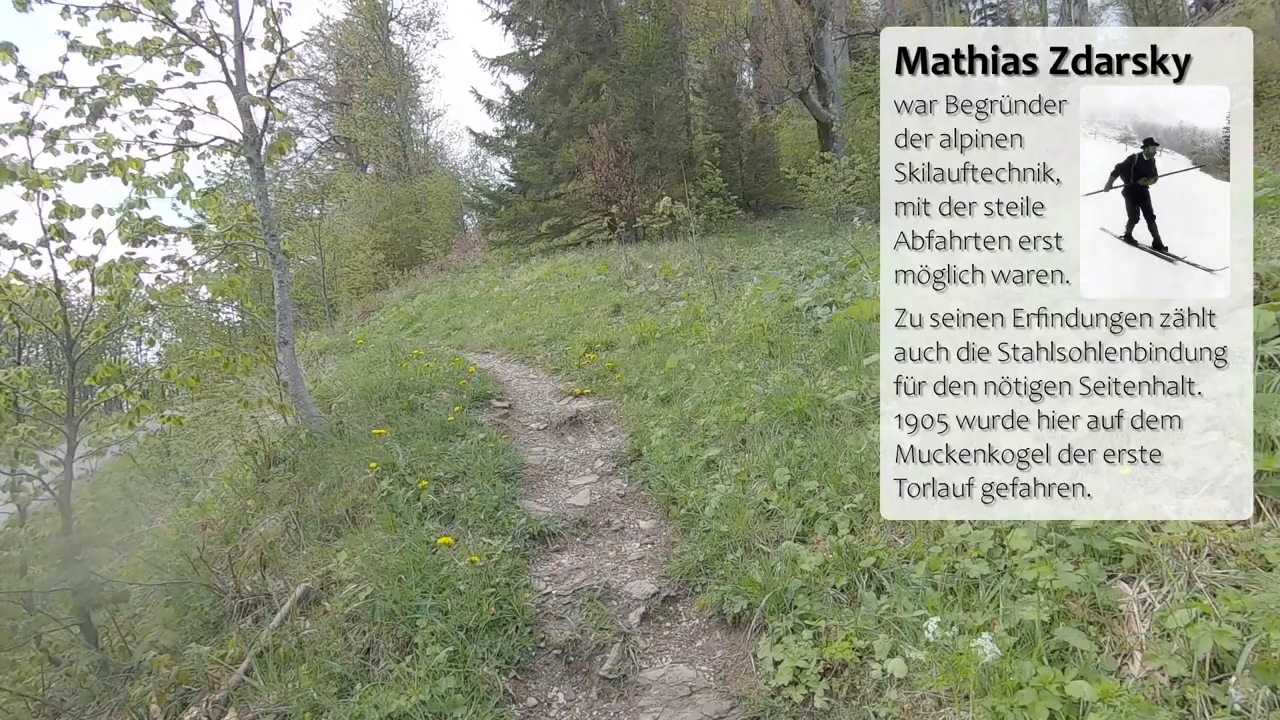 Mathias Zdarsky
war Begründer
der alpinen
Skilauftechnik,
mit der steile
Abfahrten erst
möglich waren.
Zu seinen Erfindungen zählt
auch die Stahlsohlenbindung
für den nötigen Seitenhalt.
1905 wurde hier auf dem
Muckenkogel der erste
Torlauf gefahren.